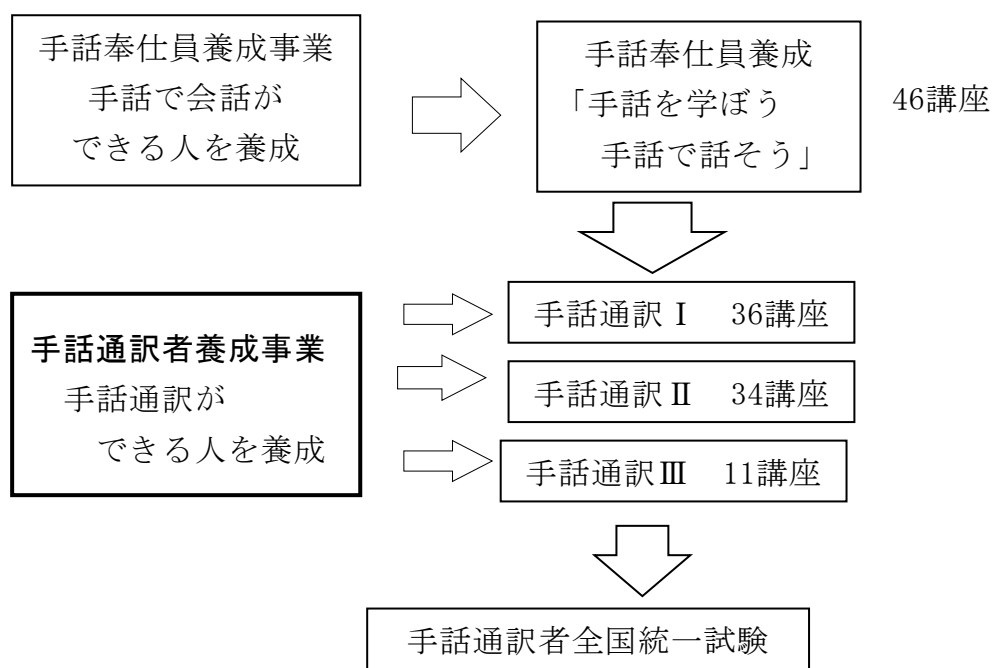 手話奉仕員養成事業
手話で会話が
できる人を養成
手話奉仕員養成
「手話を学ぼう
手話で話そう」
46講座
手話通訳者養成事業
手話通訳が
できる人を養成
手話通訳Ⅰ　36講座
手話通訳Ⅱ　34講座
手話通訳Ⅲ　11講座
手話通訳者全国統一試験